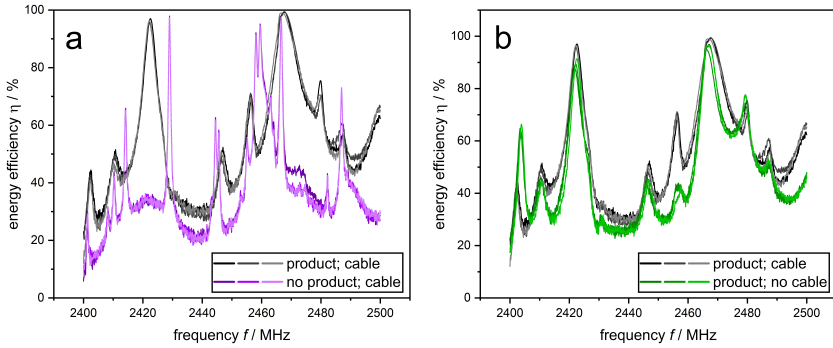 a
energy efficiency η / %
100
80
60
40
20
0
product; cable
no product; cable
2400 2420 2440 2460 2480 2500
frequency f / MHz
b
energy efficiency η / %
100
80
60
40
20
0
product; cable
product; no cable
2400 2420 2440 2460 2480 2500
frequency f / MHz